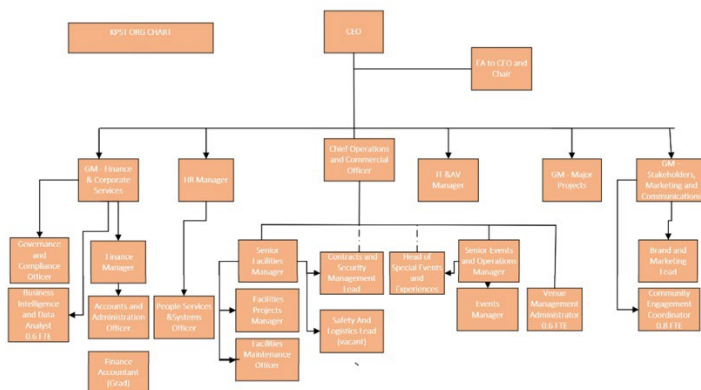 KPST ORG CHART
CEO
EA to CEO and
Chair
GM - Finance
& Corporate
Services
HR Manager
Chief Operations
and Commercial
Officer
IT &AV
Manager
GM - Major
Projects
GM -
Stakeholders,
Marketing and
Communications
Governance
and
Compliance
Officer
Finance
Manager
Senior
Facilities
Manager
Contracts and
Security
Management
Lead
Head of
Special Events
and
Experiences
Senior Events
and Operations
Manager
Brand and
Marketing
Lead
Business
Intelligence
and Data
Analyst
0.6 FTE
Accounts and
Administration
Officer
People Services
&Systems
Officer
Facilities
Projects
Manager
Safety And
Logistics Lead
(vacant)
Events
Manager
Venue
Management
Administrator
0.6 FTE
Community
Engagement
Coordinator
0.8 FTE
Finance
Accountant
(Grad)
Facilities
Maintenance
Officer